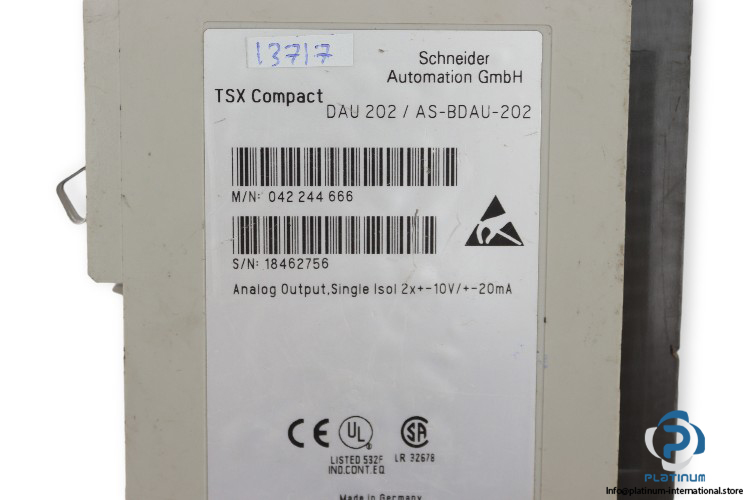 13717
Schneider
Automation GmbH
TSX Compact
DAU 202 / AS-BDAU-202
M/N: 042 244 666
S/N: 18462756
Analog Output,Single Isol 2x+-10V/+-20mA
CE UL ® SA
LISTED 532F LR 32678
IND.CONT.EQ
Made in Germany
PLATINUM
info@platinum-international.store